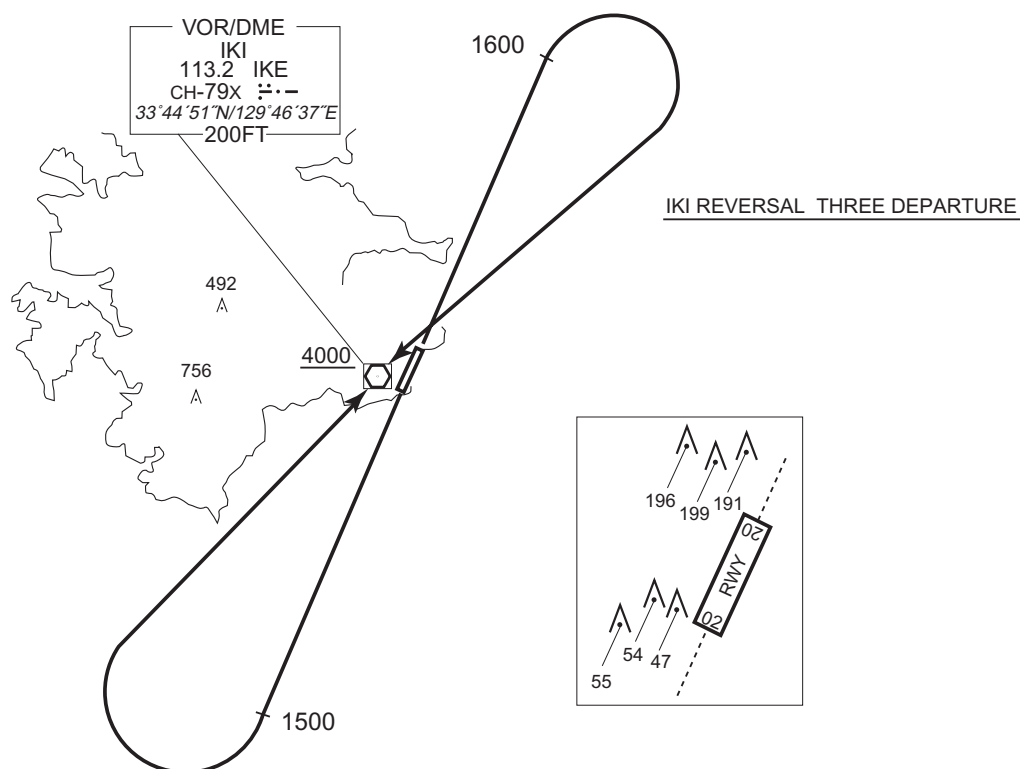 VOR/DME
IKI
113.2 IKE
CH-79X
33°44´51˝N/129°46´37˝E
200FT
1600
IKI REVERSAL THREE DEPARTURE
492
4000
756
196
199
191
20
RWY
02
54
47
55
1500